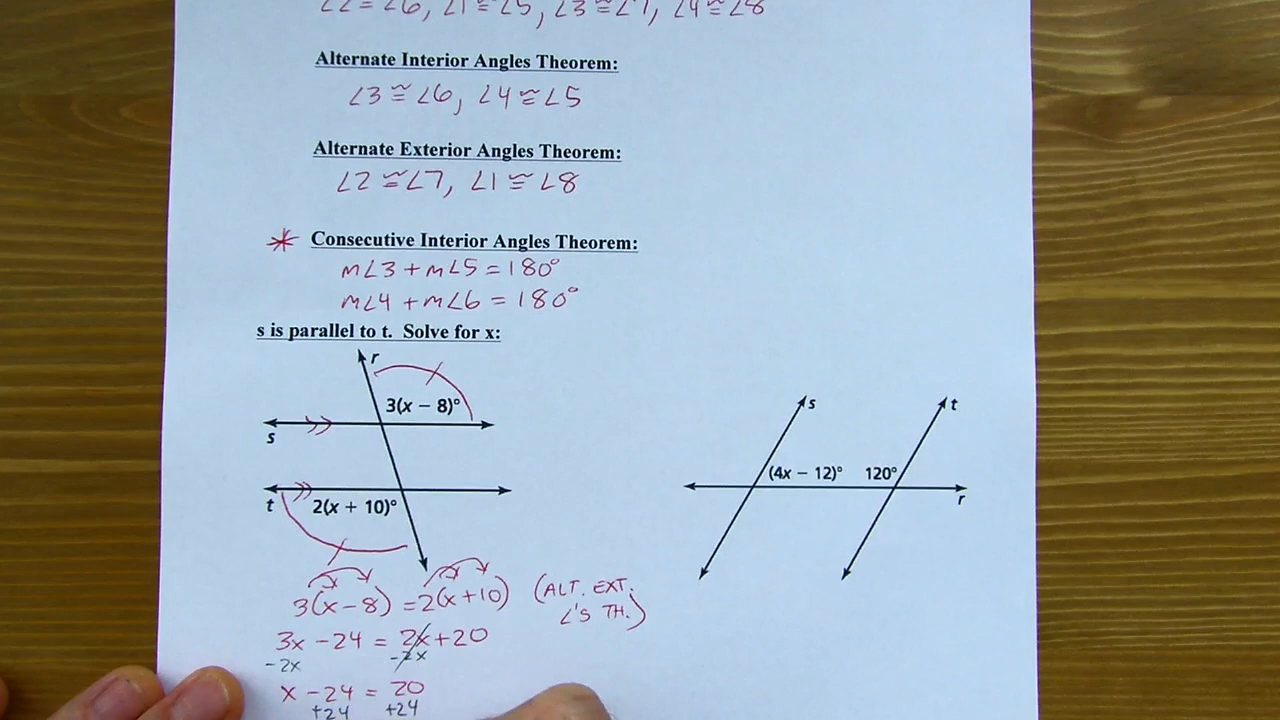 ∠2≅∠6, ∠1≅∠5, ∠3≅∠7, ∠4≅∠8
Alternate Interior Angles Theorem:
∠3≅∠6, ∠4≅∠5
Alternate Exterior Angles Theorem:
∠2≅∠7, ∠1≅∠8
* Consecutive Interior Angles Theorem:
m∠3+m∠5=180°
m∠4+m∠6=180°
s is parallel to t. Solve for x:
r
3(x – 8)°
s
t
2(x + 10)°
s
t
(4x – 12)°
120°
r
3(x-8)=2(x+10) (ALT. EXT. ∠'S TH.)
3x-24=2x+20
-2x -2x
x-24=20
+24 +24